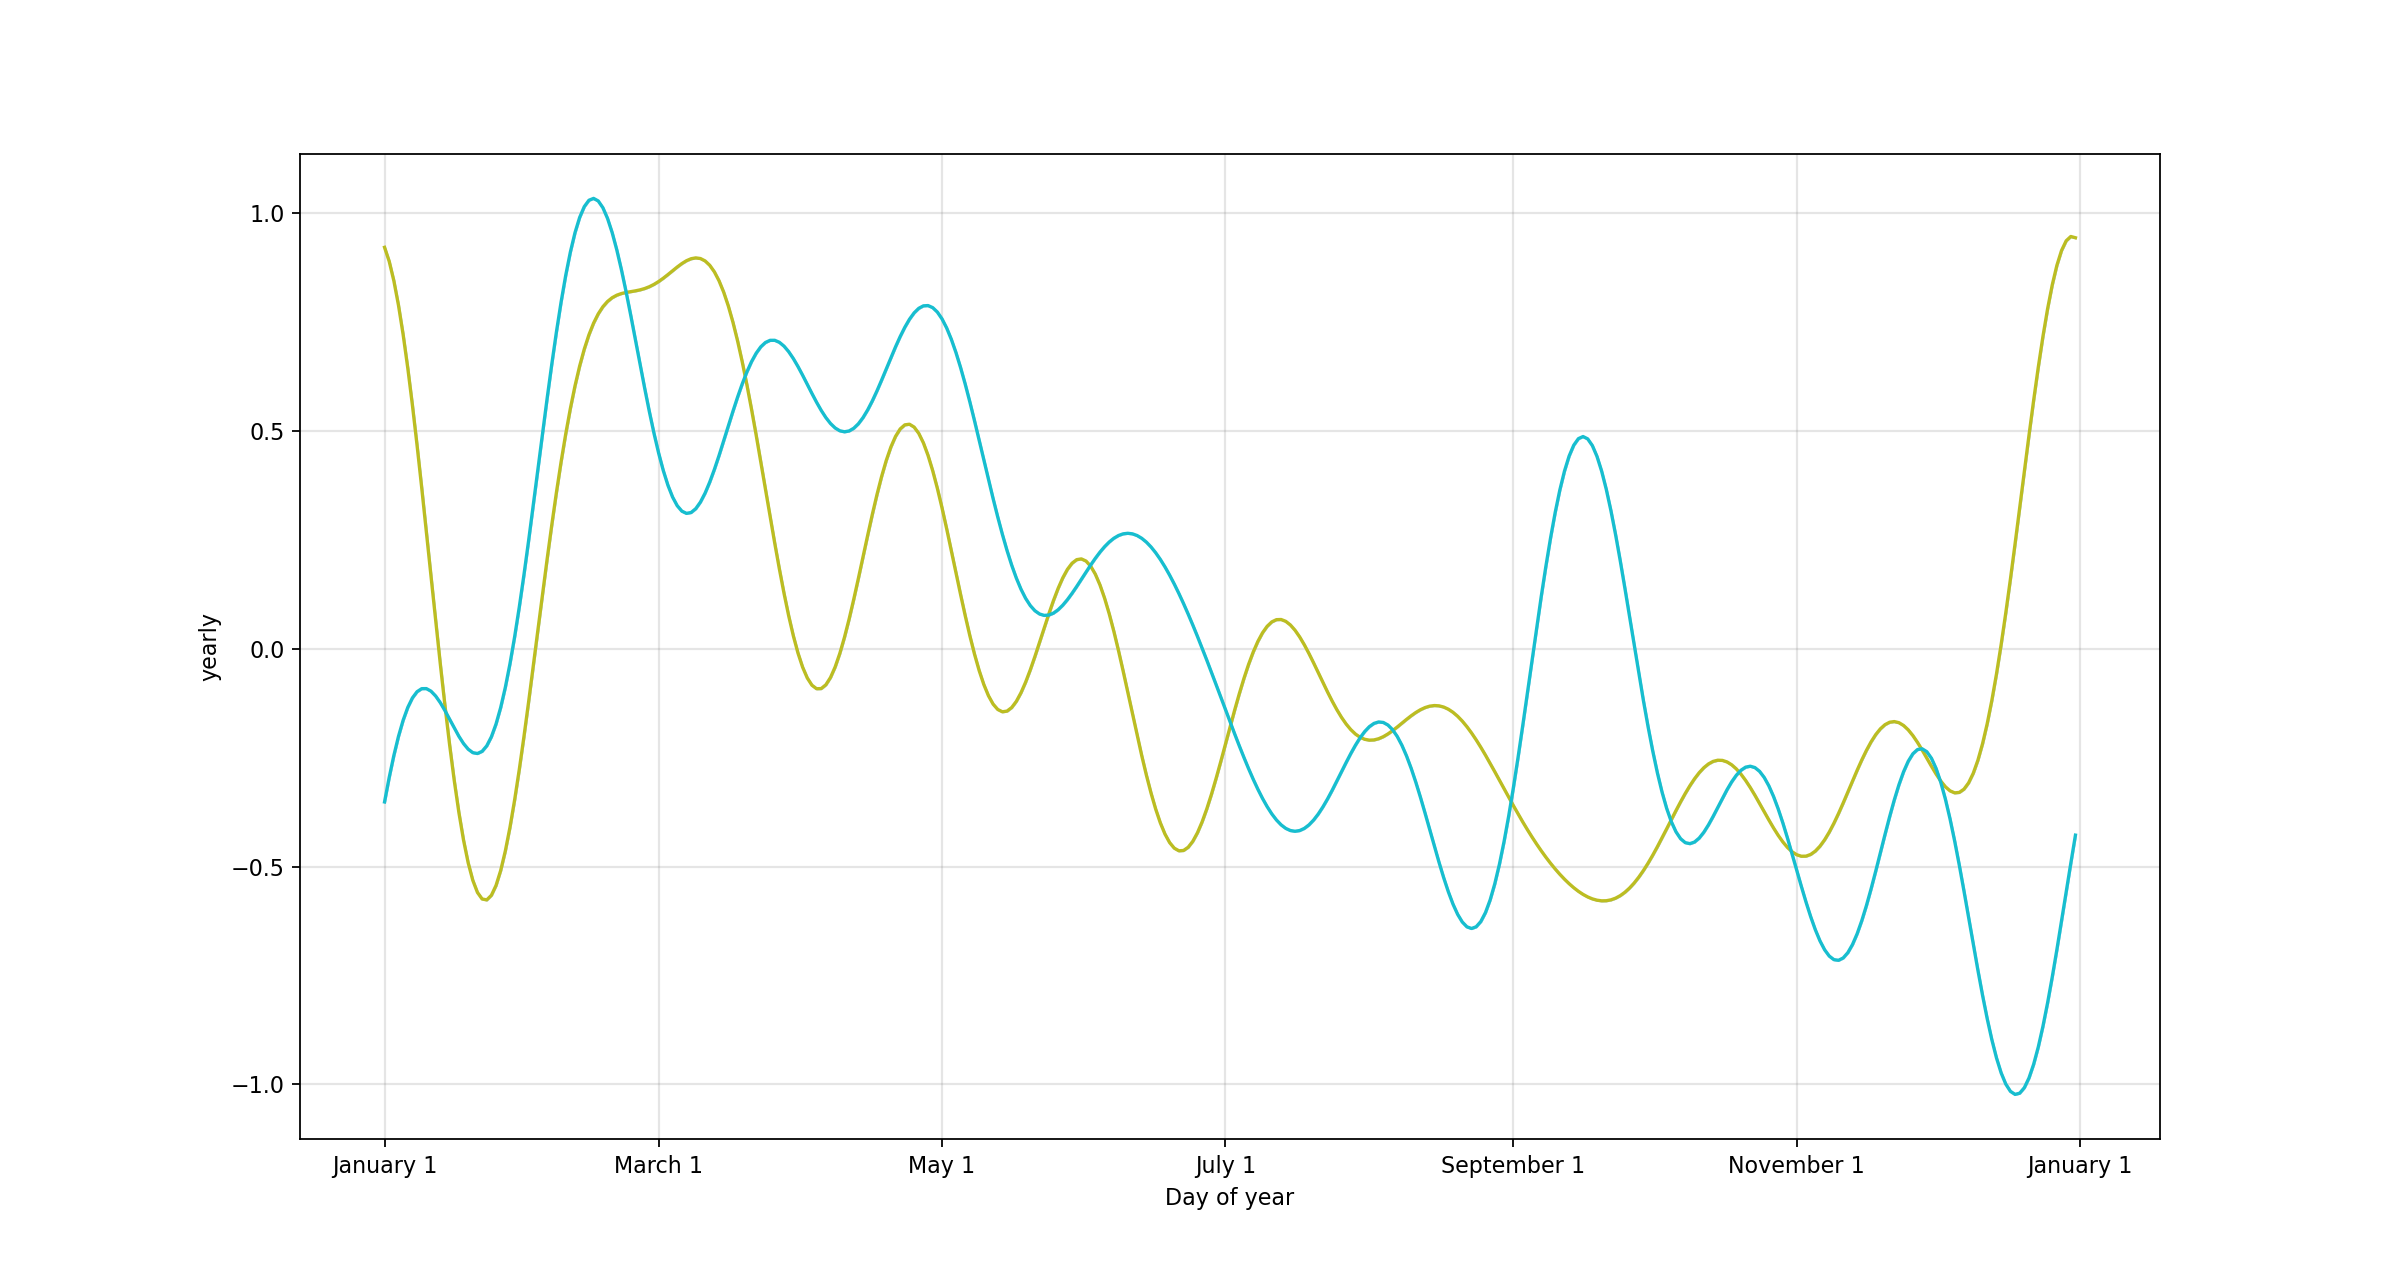 1.0
0.5
0.0
−0.5
−1.0
yearly
January 1 March 1 May 1 July 1 September 1 November 1 January 1
Day of year